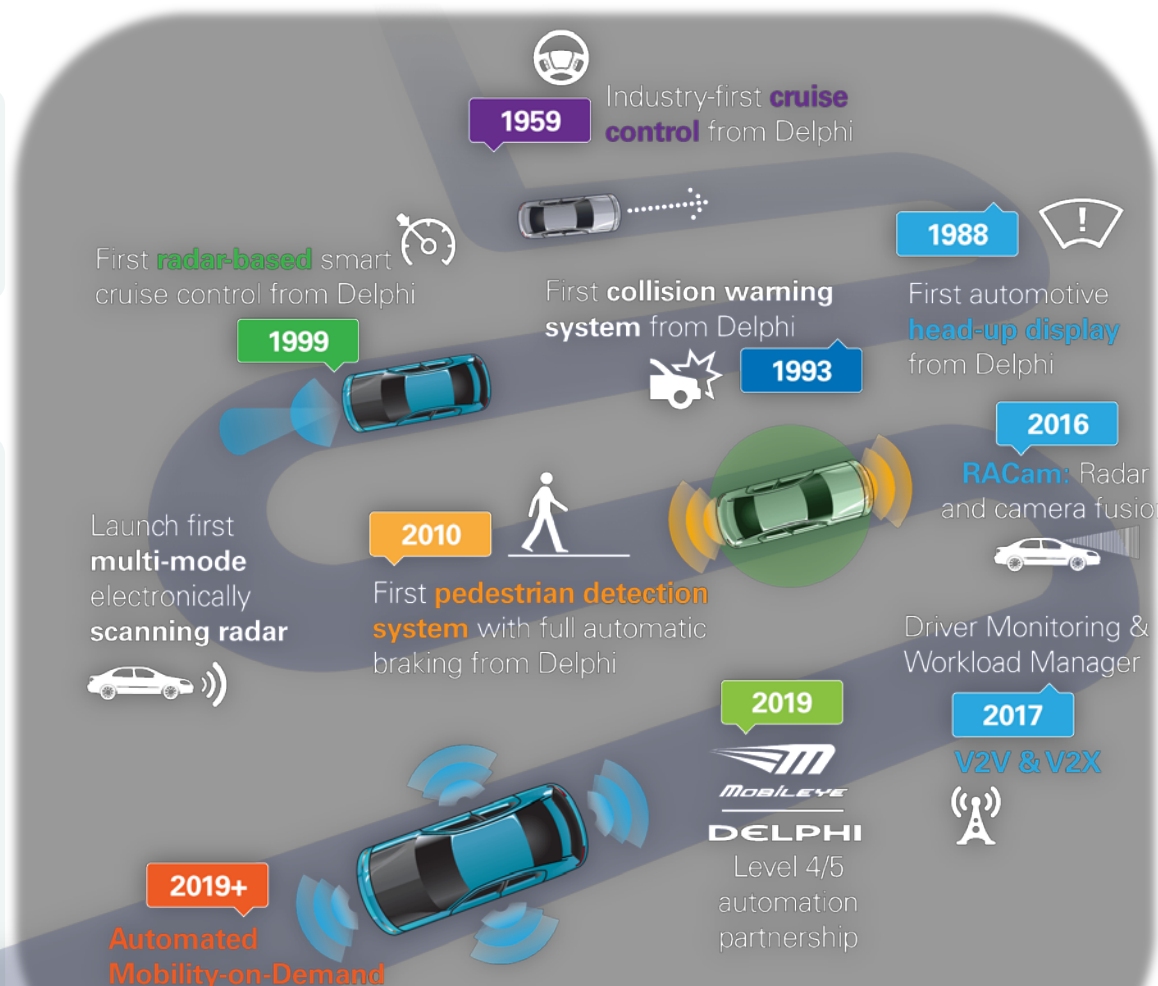 1959
Industry-first cruise
control from Delphi
1988
First automotive
head-up display
from Delphi
First collision warning
system from Delphi
1993
First radar-based smart
cruise control from Delphi
1999
Launch first
multi-mode
electronically
scanning radar
2010
First pedestrian detection
system with full automatic
braking from Delphi
2016
RACam: Radar
and camera fusion
Driver Monitoring &
Workload Manager
2017
V2V & V2X
2019
MOBILEYE
DELPHI
Level 4/5
automation
partnership
2019+
Automated
Mobility-on-Demand